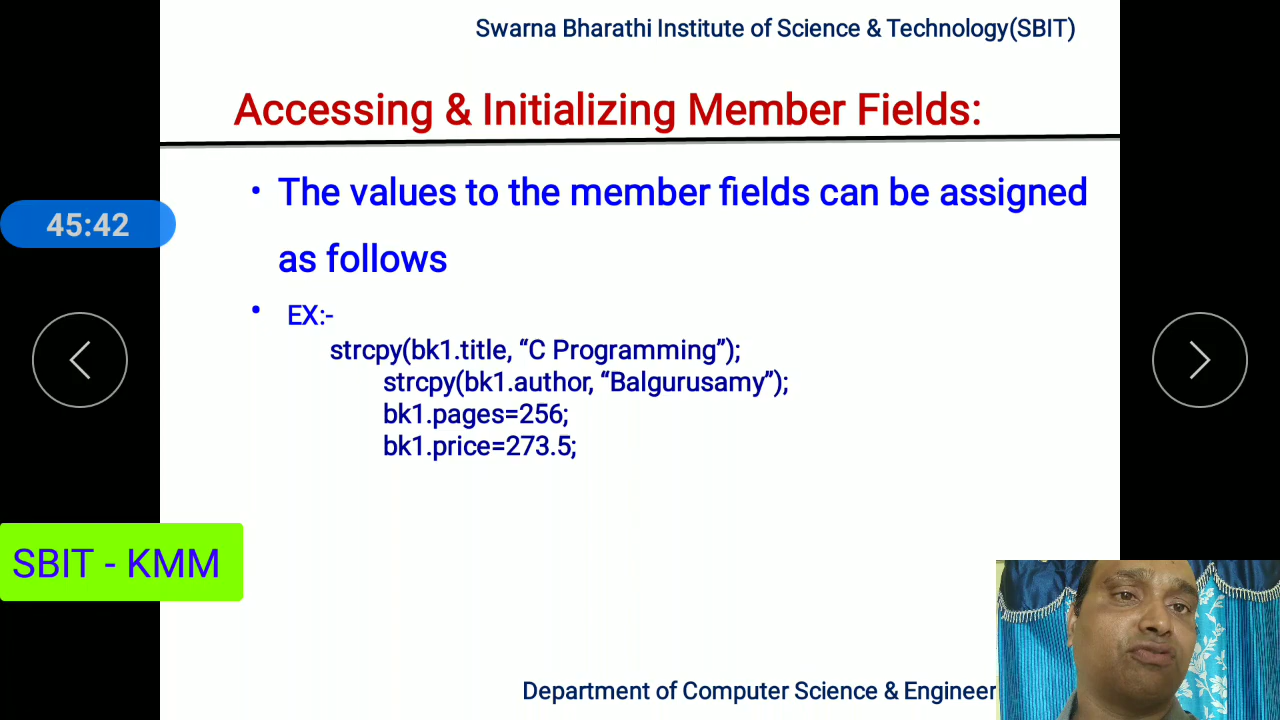 Swarna Bharathi Institute of Science & Technology(SBIT)
Accessing & Initializing Member Fields:
• The values to the member fields can be assigned
as follows
45:42
• EX:-
strcpy(bk1.title, “C Programming”);
strcpy(bk1.author, “Balgurusamy”);
bk1.pages=256;
bk1.price=273.5;
SBIT - KMM
Department of Computer Science & Engineer